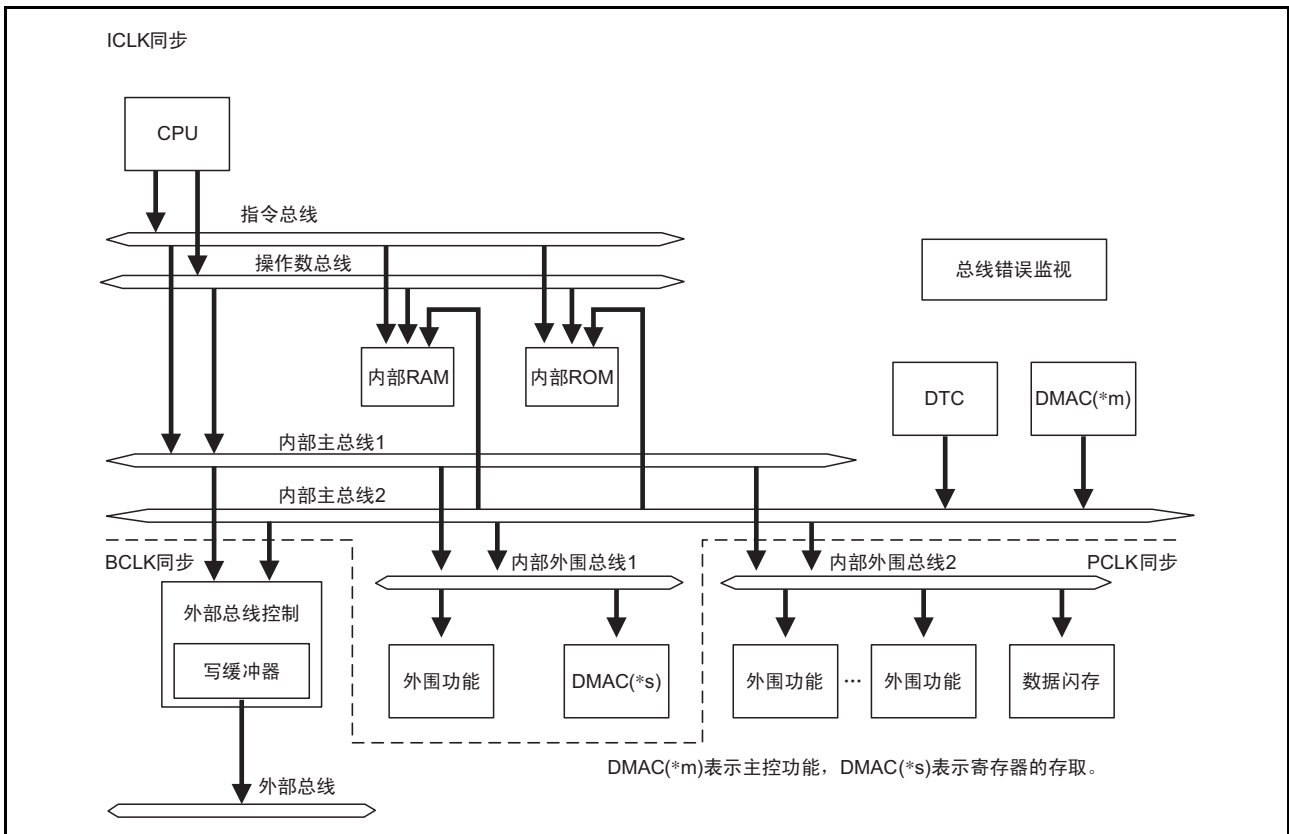 ICLK同步
CPU
指令总线
操作数总线
总线错误监视
内部RAM
内部ROM
DTC
DMAC(*m)
内部主总线1
内部主总线2
BCLK同步
内部外围总线1
内部外围总线2
PCLK同步
外部总线控制
写缓冲器
外围功能
DMAC(*s)
外围功能
…
外围功能
数据闪存
DMAC(*m)表示主控功能，DMAC(*s)表示寄存器的存取。
外部总线